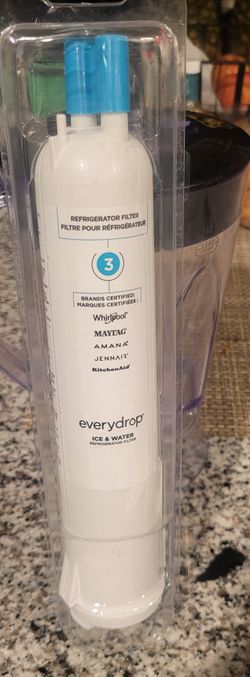 REFRIGERATOR FILTER
FILTRE POUR RÉFRIGÉRATEUR
3
BRANDS CERTIFIED:
MARQUES CERTIFIÉES:
Whirlpool
MAYTAG
AMANA
JENNAIR
KitchenAid
everydrop
ICE & WATER
REFRIGERATOR FILTER